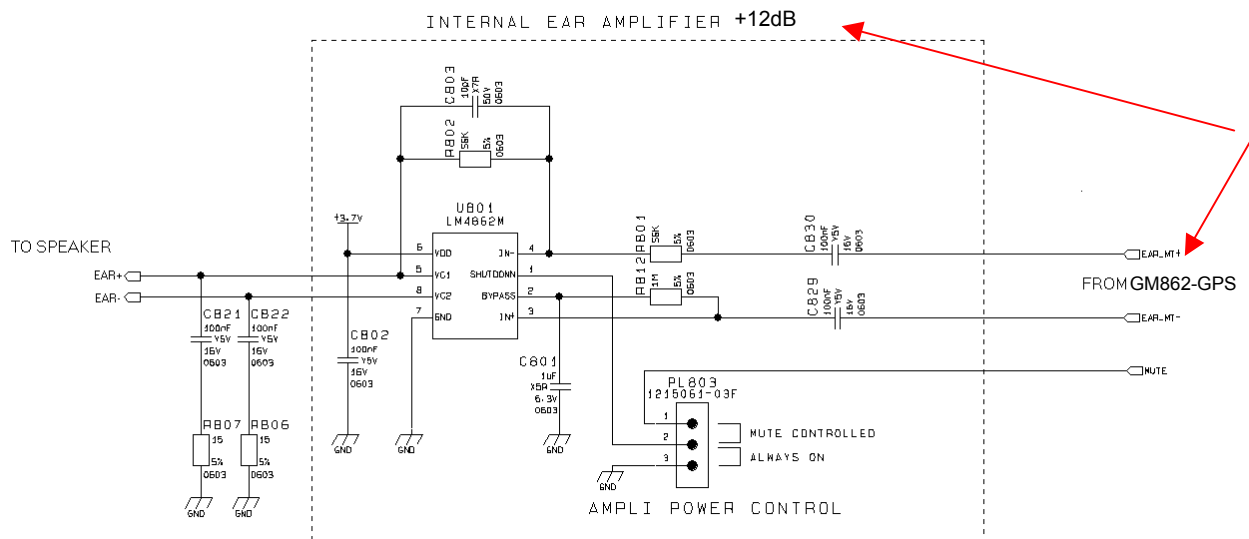 INTERNAL EAR AMPLIFIER +12dB
C803
10pF
X7R
50V
0603
R802
56K
5%
0603
+3.7V
U801
LM4862M
6 VDD IN- 4
5 VC1 SHUTDOWN 1
8 VC2 BYPASS 2
7 GND IN+ 3
TO SPEAKER
EAR+
EAR-
C821
100nF
Y5V
16V
0603
C822
100nF
Y5V
16V
0603
R807
15
5%
0603
R806
15
5%
0603
GND
GND
C802
100nF
Y5V
16V
0603
GND
GND
C801
1uF
X5R
6.3V
0603
GND
R801
56K
5%
0603
R812
1M
5%
0603
C830
100nF
Y5V
16V
0603
C829
100nF
Y5V
16V
0603
EAR_MT+
FROM GM862-GPS
EAR_MT-
MUTE
PL803
1215061-03F
1
2
3
MUTE CONTROLLED
ALWAYS ON
GND
AMPLI POWER CONTROL